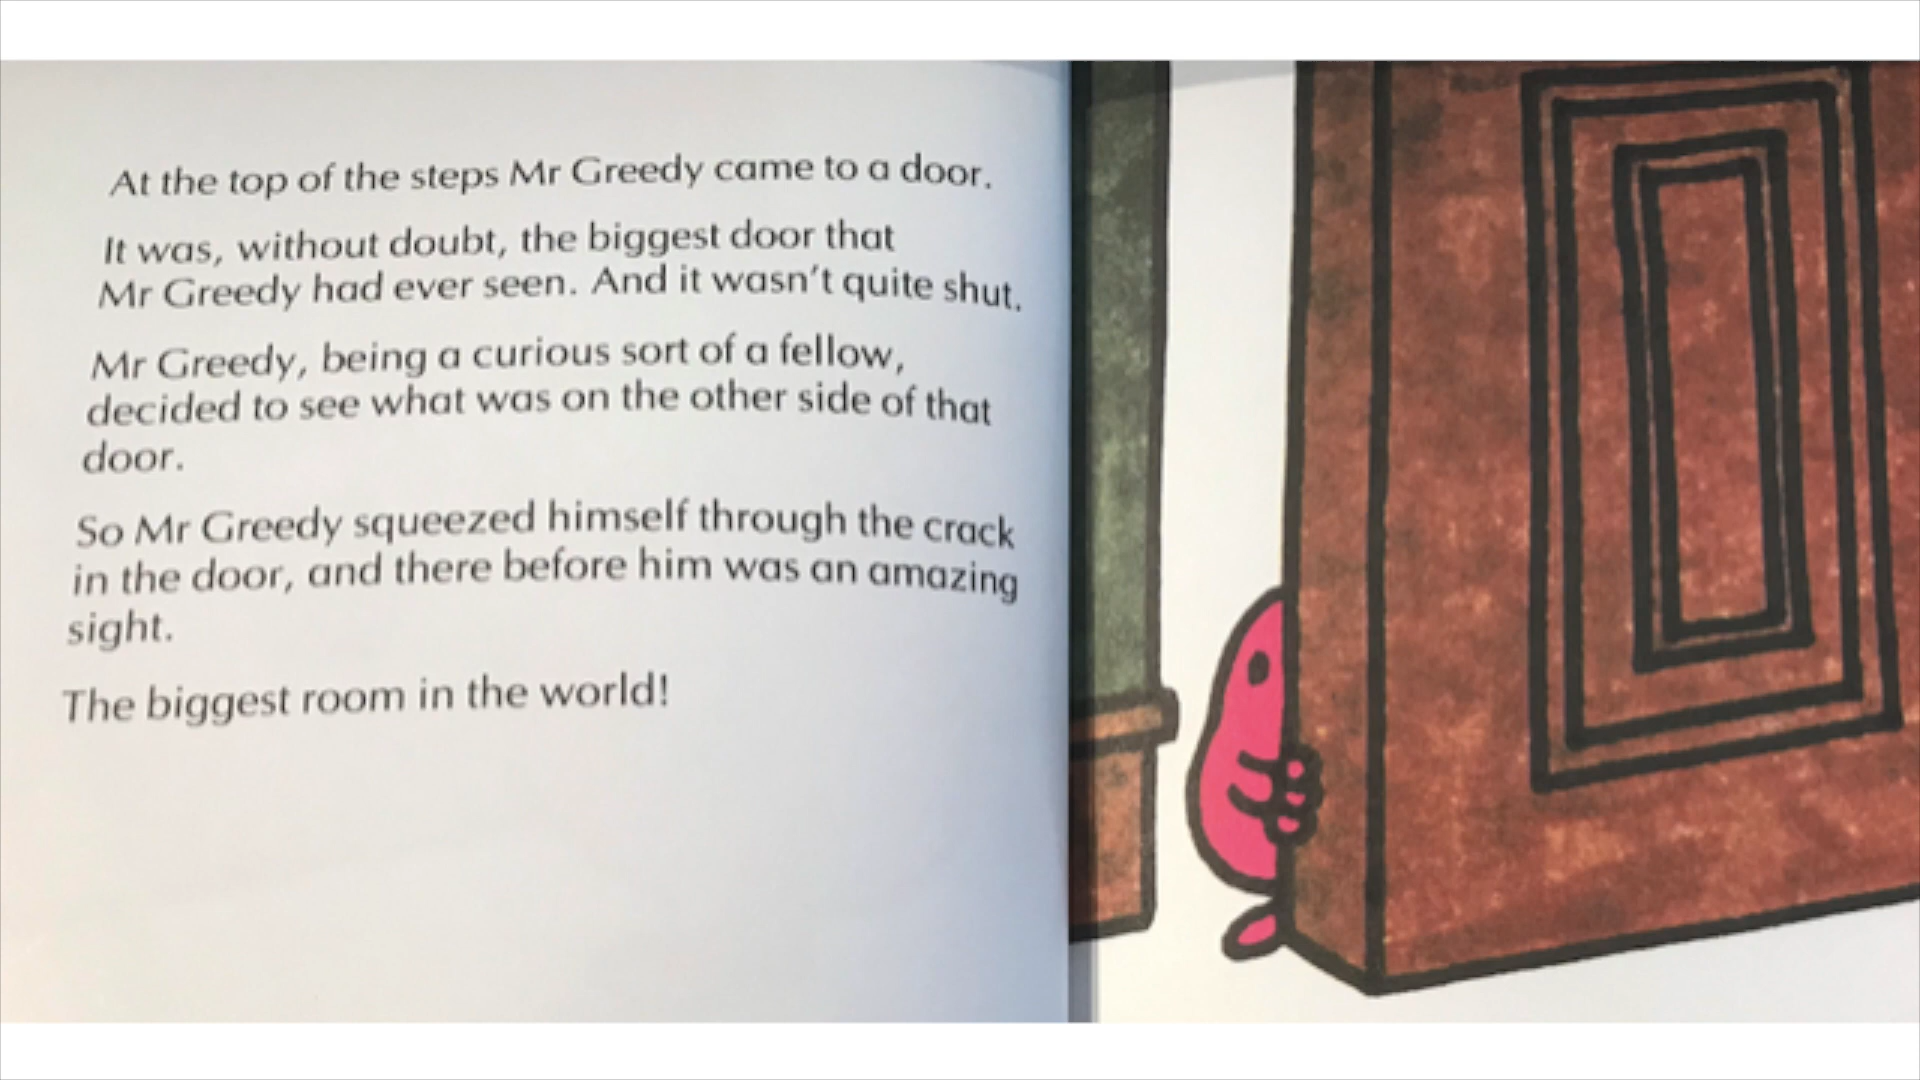 At the top of the steps Mr Greedy came to a door.
It was, without doubt, the biggest door that
Mr Greedy had ever seen. And it wasn't quite shut.
Mr Greedy, being a curious sort of a fellow,
decided to see what was on the other side of that
door.
So Mr Greedy squeezed himself through the crack
in the door, and there before him was an amazing
sight.
The biggest room in the world!